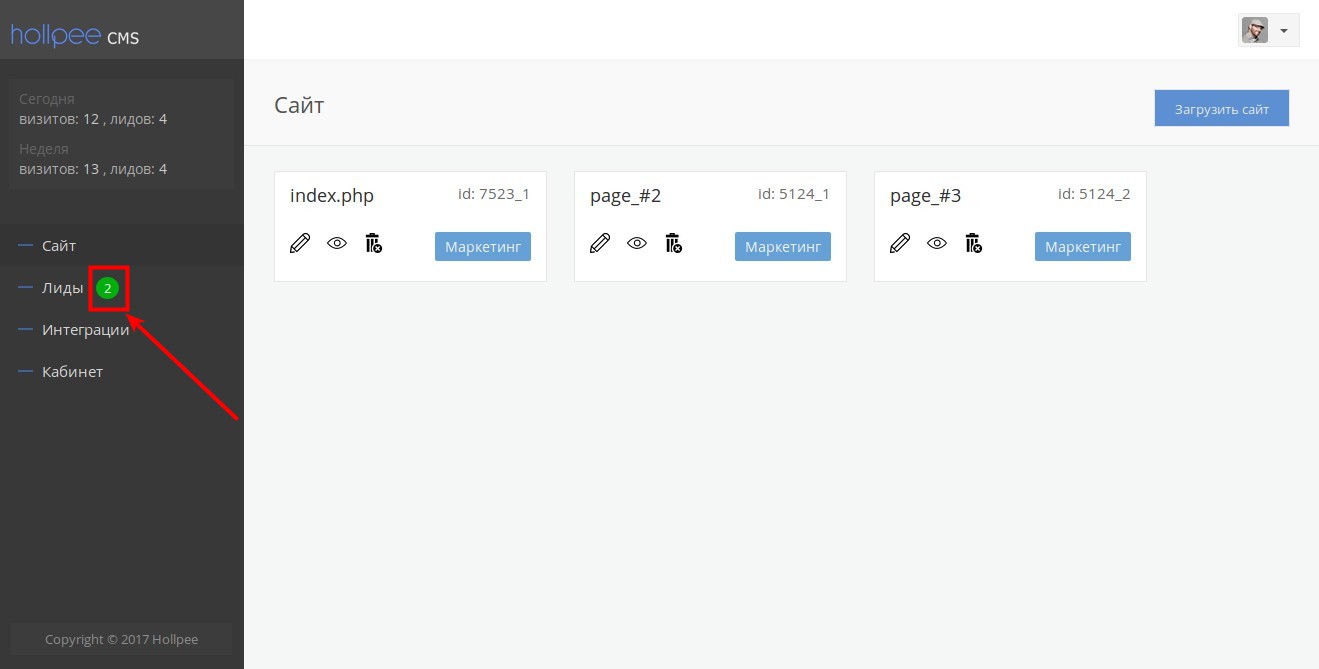 hollpee CMS
Сегодня
визитов: 12 , лидов: 4
Неделя
визитов: 13 , лидов: 4
Сайт
Лиды 2
Интеграции
Кабинет
Copyright © 2017 Hollpee
Сайт
Загрузить сайт
index.php id: 7523_1
Маркетинг
page_#2 id: 5124_1
Маркетинг
page_#3 id: 5124_2
Маркетинг